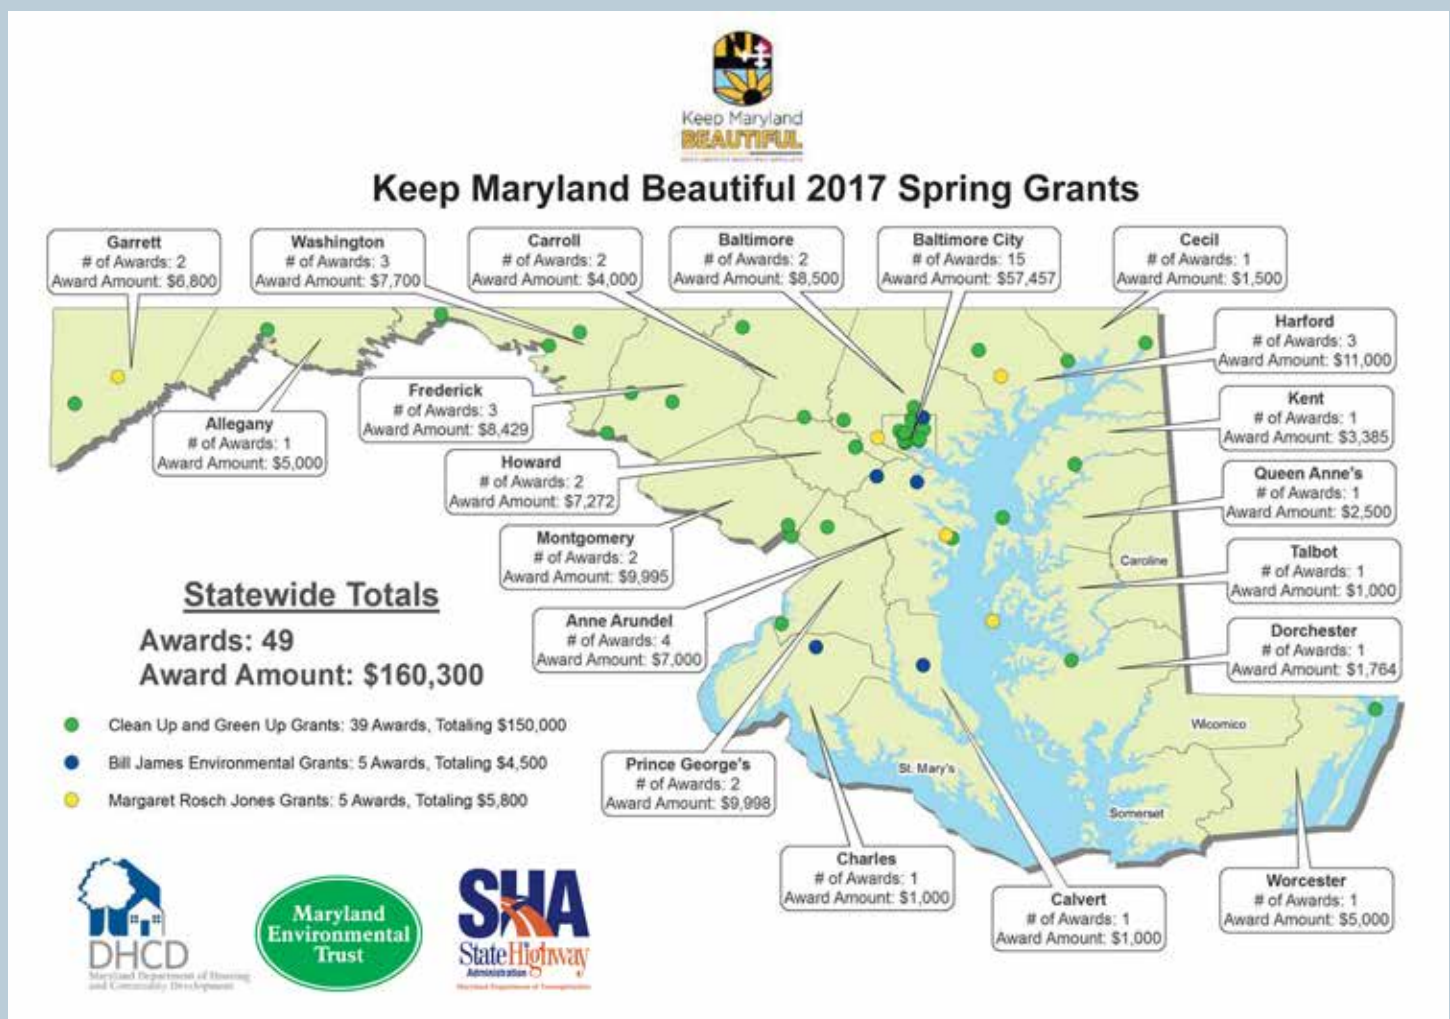 Keep Maryland
BEAUTIFUL
Keep Maryland Beautiful 2017 Spring Grants
Garrett
# of Awards: 2
Award Amount: $6,800
Washington
# of Awards: 3
Award Amount: $7,700
Carroll
# of Awards: 2
Award Amount: $4,000
Baltimore
# of Awards: 2
Award Amount: $8,500
Baltimore City
# of Awards: 15
Award Amount: $57,457
Cecil
# of Awards: 1
Award Amount: $1,500
Harford
# of Awards: 3
Award Amount: $11,000
Frederick
# of Awards: 3
Award Amount: $8,429
Allegany
# of Awards: 1
Award Amount: $5,000
Kent
# of Awards: 1
Award Amount: $3,385
Howard
# of Awards: 2
Award Amount: $7,272
Queen Anne's
# of Awards: 1
Award Amount: $2,500
Montgomery
# of Awards: 2
Award Amount: $9,995
Talbot
# of Awards: 1
Award Amount: $1,000
Caroline
Anne Arundel
# of Awards: 4
Award Amount: $7,000
Dorchester
# of Awards: 1
Award Amount: $1,764
Statewide Totals
Awards: 49
Award Amount: $160,300
Clean Up and Green Up Grants: 39 Awards, Totaling $150,000
Bill James Environmental Grants: 5 Awards, Totaling $4,500
Margaret Rosch Jones Grants: 5 Awards, Totaling $5,800
Wicomico
St. Mary's
Somerset
Prince George's
# of Awards: 2
Award Amount: $9,998
Charles
# of Awards: 1
Award Amount: $1,000
Calvert
# of Awards: 1
Award Amount: $1,000
Worcester
# of Awards: 1
Award Amount: $5,000
DHCD
Maryland Department of Housing
and Community Development
Maryland
Environmental
Trust
SHA
State Highway
Administration
Maryland Department of Transportation